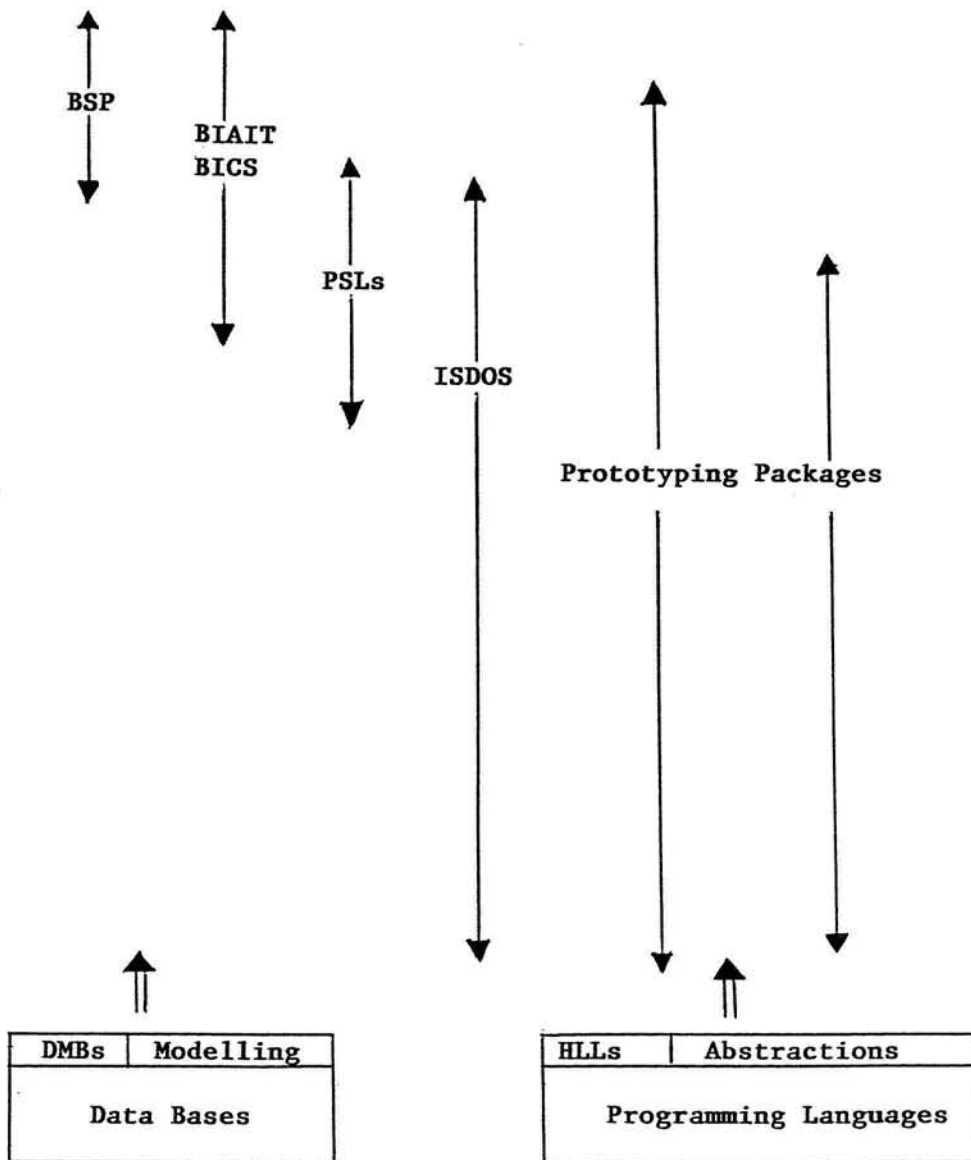 BSP
BIAIT
BICS
PSLs
ISDOS
Prototyping Packages
DMBs Modelling
Data Bases
HLLs Abstractions
Programming Languages